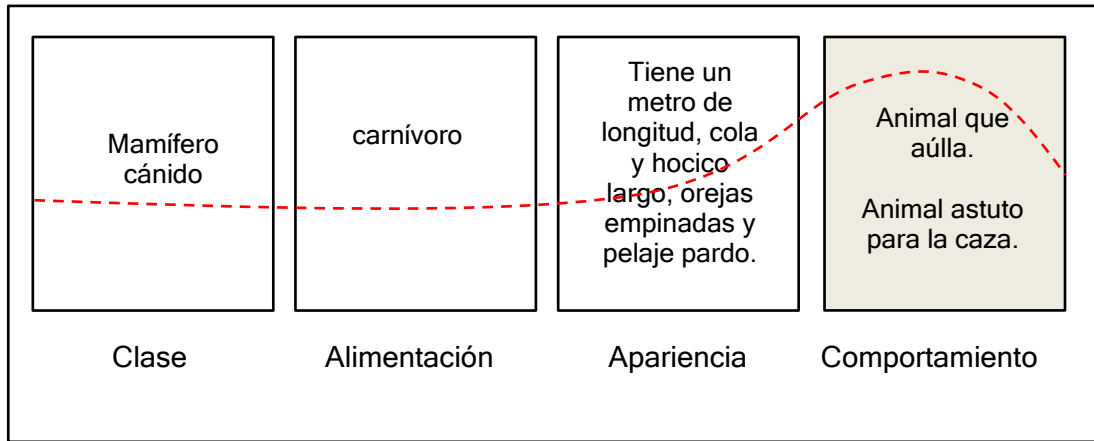 Mamífero
cánido
carnívoro
Tiene un
metro de
longitud, cola
y hocico
largo, orejas
empinadas y
pelaje pardo.
Animal que
aúlla.
Animal astuto
para la caza.
Clase
Alimentación
Apariencia
Comportamiento